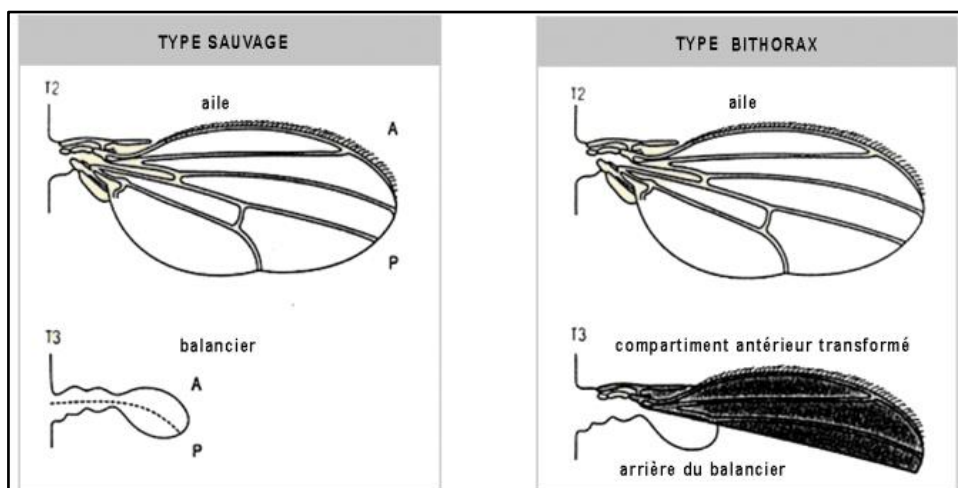 TYPE SAUVAGE
T2
aile
A
P
T3
balancier
A
P
TYPE BITHORAX
T2
aile
T3
compartiment antérieur transformé
arrière du balancier